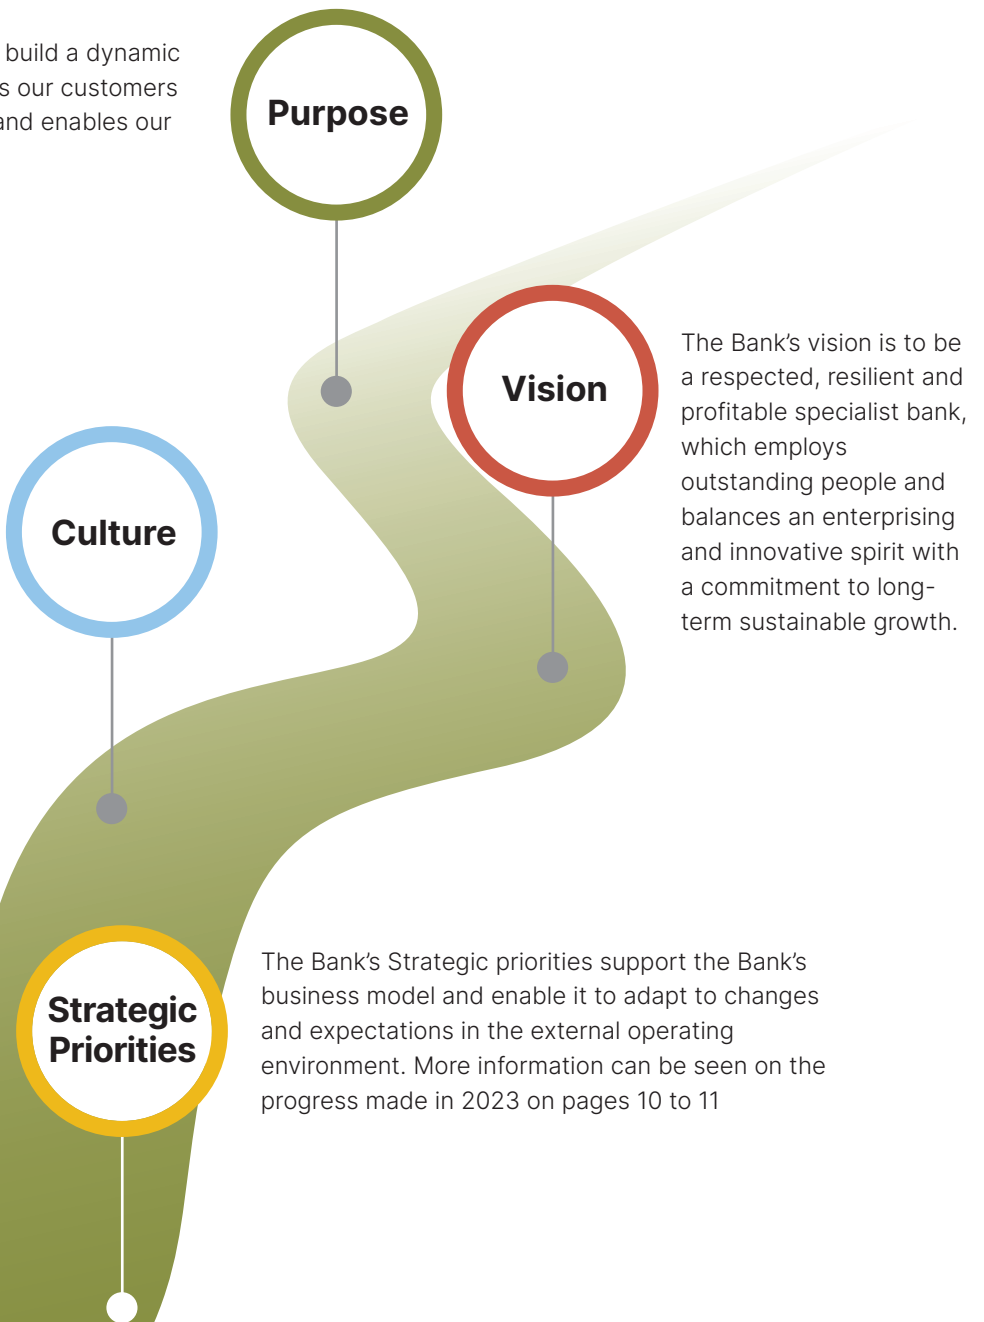 build a dynamic
s our customers
and enables our
Purpose
Vision
The Bank’s vision is to be
a respected, resilient and
profitable specialist bank,
which employs
outstanding people and
balances an enterprising
and innovative spirit with
a commitment to long-
term sustainable growth.
Culture
Strategic
Priorities
The Bank’s Strategic priorities support the Bank’s
business model and enable it to adapt to changes
and expectations in the external operating
environment. More information can be seen on the
progress made in 2023 on pages 10 to 11